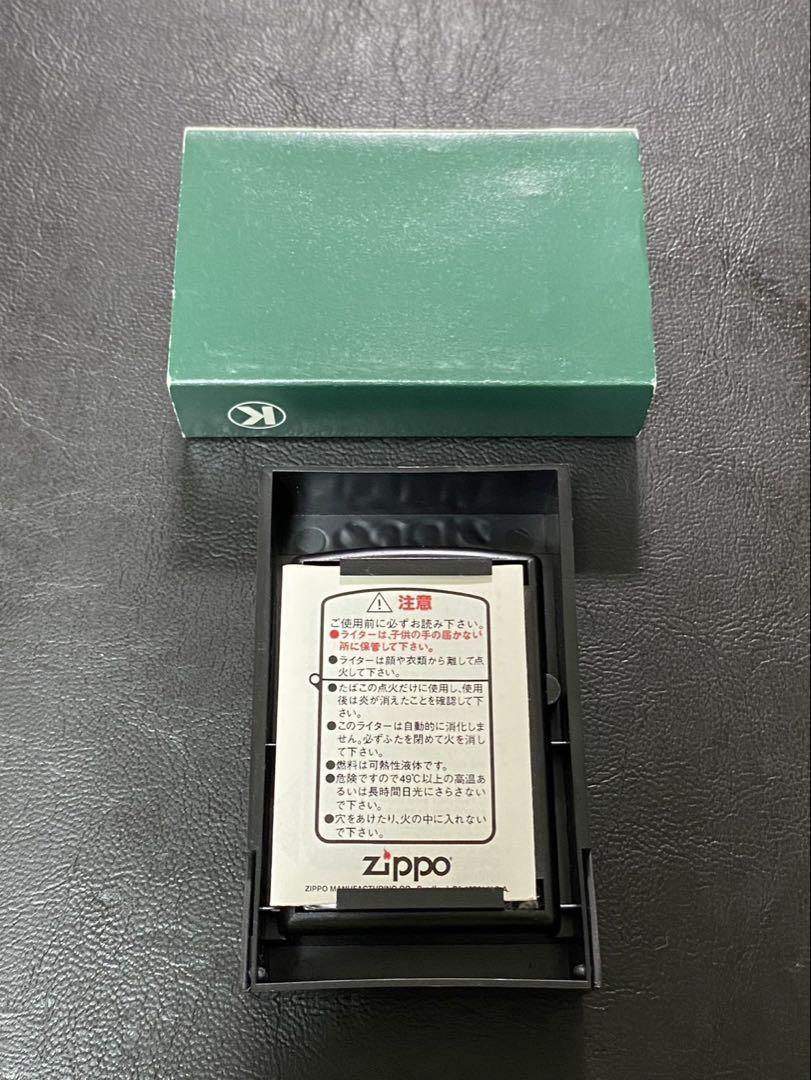 K
注意
ご使用前に必ずお読み下さい。
●ライターは、子供の手の届かない
所に保管して下さい。
●ライターは顔や衣類から離して点
火して下さい。
●たばこの点火だけに使用し、使用
後は炎が消えたことを確認して下
さい。
●このライターは自動的に消化しま
せん。必ずふたを閉めて火を消し
て下さい。
●燃料は可熱性液体です。
●危険ですので49℃以上の高温あ
るいは長時間日光にさらさない
で下さい。
●穴をあけたり、火の中に入れない
で下さい。
zippo
ZIPPO MANUFACTURING CO.